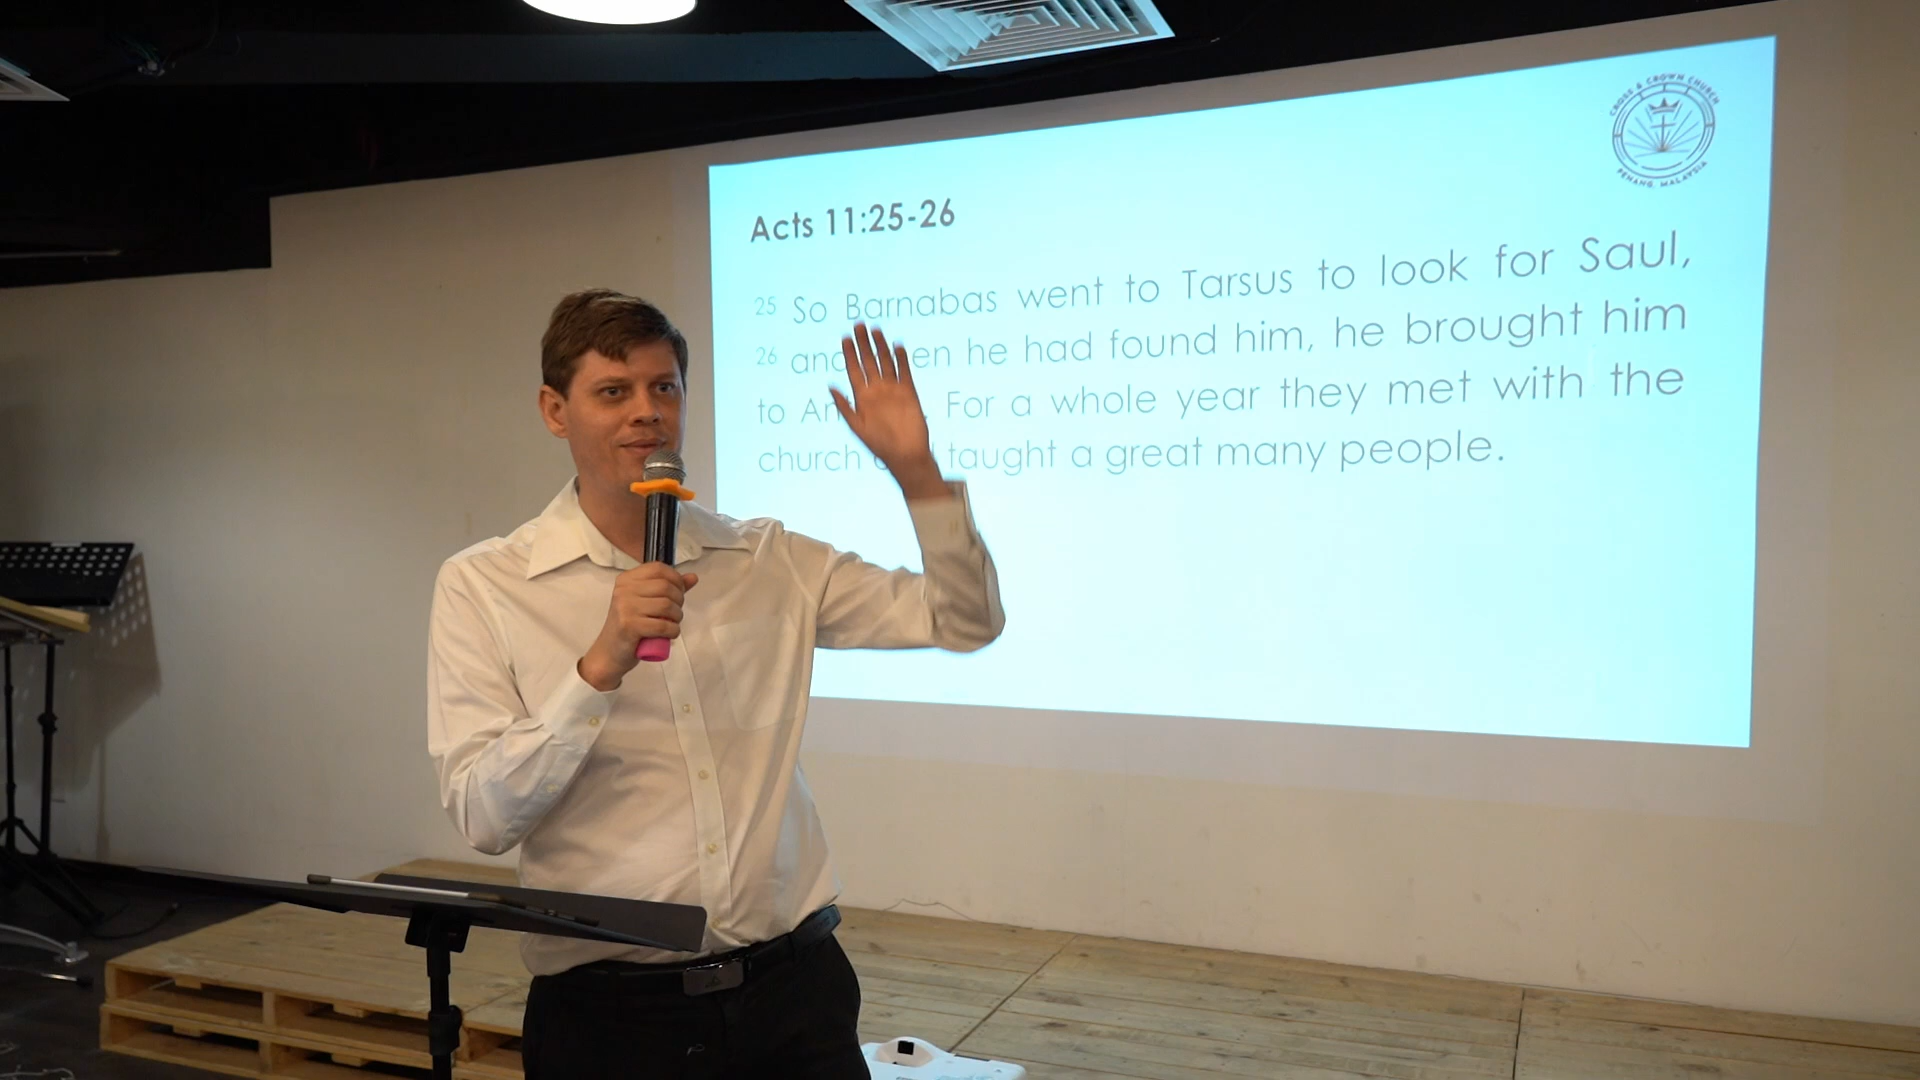 CROSS & CROWN CHURCH
PENANG, MALAYSIA
Acts 11:25-26
25 So Barnabas went to Tarsus to look for Saul,
26 and en he had found him, he brought him
to An . For a whole year they met with the
church taught a great many people.